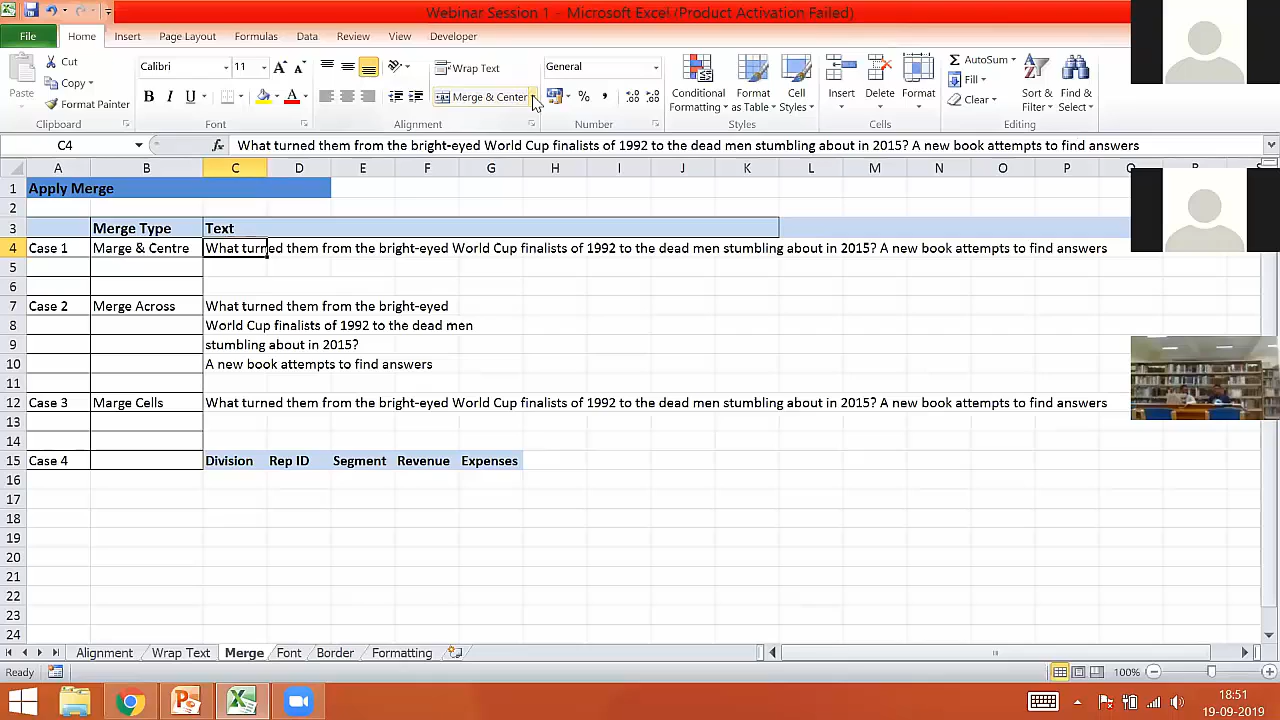 Webinar Session 1 - Microsoft Excel (Product Activation Failed)
File Home Insert Page Layout Formulas Data Review View Developer
Cut Calibri 11 Wrap Text General AutoSum
Paste Copy Merge & Center Conditional Formatting Format as Table Cell Styles Insert Delete Format Fill Sort & Filter Find & Select
Format Painter Clear
Clipboard Font Alignment Number Styles Cells Editing
C4 fx What turned them from the bright-eyed World Cup finalists of 1992 to the dead men stumbling about in 2015? A new book attempts to find answers
A B C D E F G H I J K L M N O P Q R S
1 Apply Merge
2
3 Merge Type Text
4 Case 1 Marge & Centre What turned them from the bright-eyed World Cup finalists of 1992 to the dead men stumbling about in 2015? A new book attempts to find answers
5
6
7 Case 2 Merge Across What turned them from the bright-eyed
8 World Cup finalists of 1992 to the dead men
9 stumbling about in 2015?
10 A new book attempts to find answers
11
12 Case 3 Marge Cells What turned them from the bright-eyed World Cup finalists of 1992 to the dead men stumbling about in 2015? A new book attempts to find answers
13
14
15 Case 4 Division Rep ID Segment Revenue Expenses
16
17
18
19
20
21
22
23
24
Alignment Wrap Text Merge Font Border Formatting
Ready 100%
18:51
19-09-2019